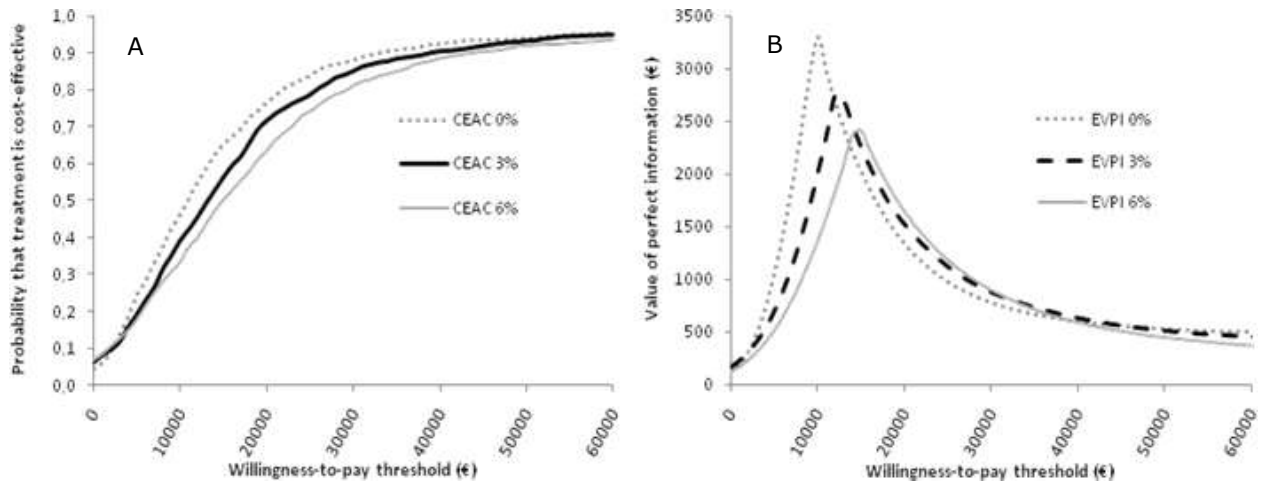 A
Probability that treatment is cost-effective
1,0
0,9
0,8
0,7
0,6
0,5
0,4
0,3
0,2
0,1
0,0
CEAC 0%
CEAC 3%
CEAC 6%
0
10000
20000
30000
40000
50000
60000
Willingness-to-pay threshold (€)
B
Value of perfect information (€)
3500
3000
2500
2000
1500
1000
500
0
EVPI 0%
EVPI 3%
EVPI 6%
0
10000
20000
30000
40000
50000
60000
Willingness-to-pay threshold (€)